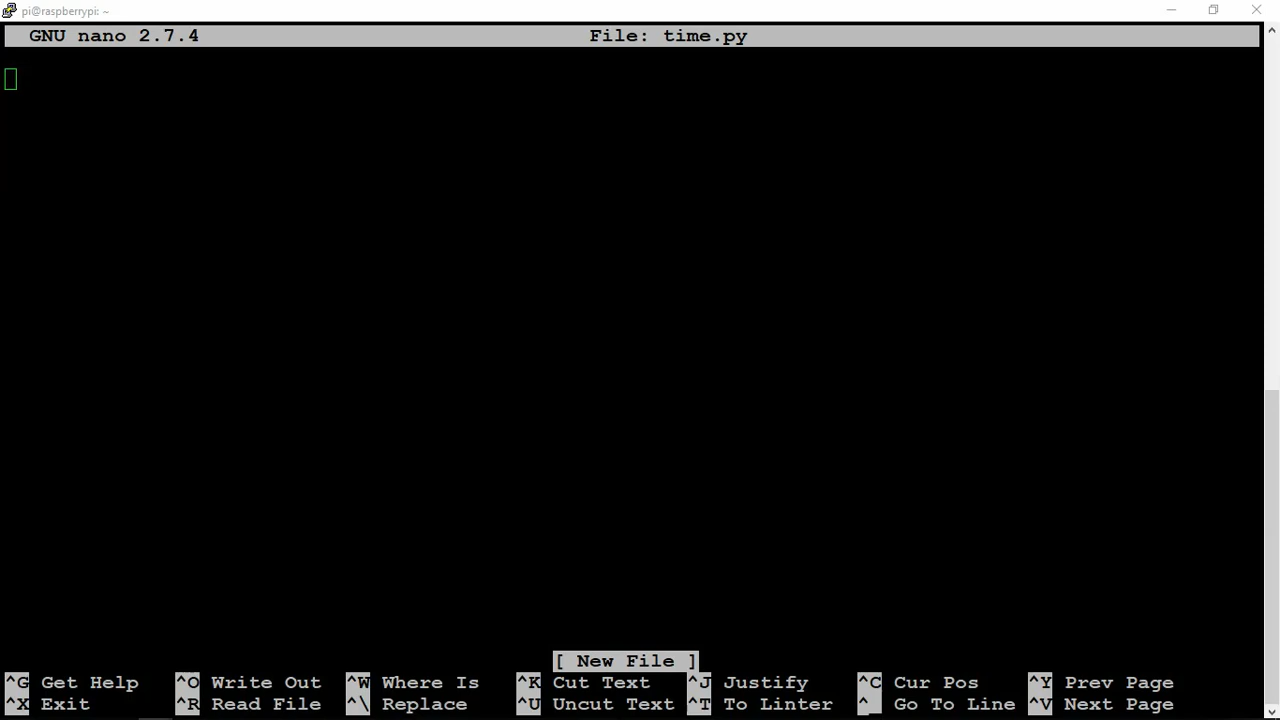 pi@raspberrypi: ~
GNU nano 2.7.4 File: time.py
[ New File ]
^G Get Help ^O Write Out ^W Where Is ^K Cut Text ^J Justify ^C Cur Pos ^Y Prev Page
^X Exit ^R Read File ^\ Replace ^U Uncut Text ^T To Linter ^_ Go To Line ^V Next Page